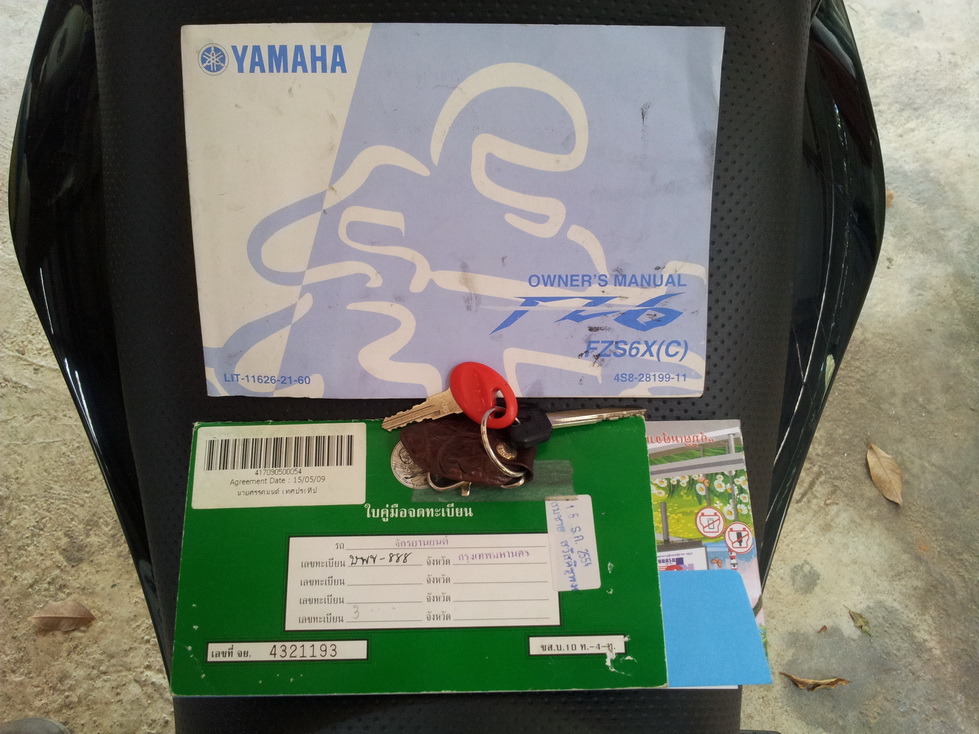 YAMAHA
OWNER'S MANUAL
FZ6
FZS6X(C)
LIT-11626-21-60
4S8-28199-11
417090500054
Agreement Date : 15/05/09
ใบคู่มือจดทะเบียน
รถ จักรยานยนต์
เลขทะเบียน -888 จังหวัด กรุงเทพมหานคร
เลขทะเบียน จังหวัด
เลขทะเบียน จังหวัด
เลขทะเบียน 3 จังหวัด
เลขที่ จย. 4321193
ขส.บ.10 ท.-4-